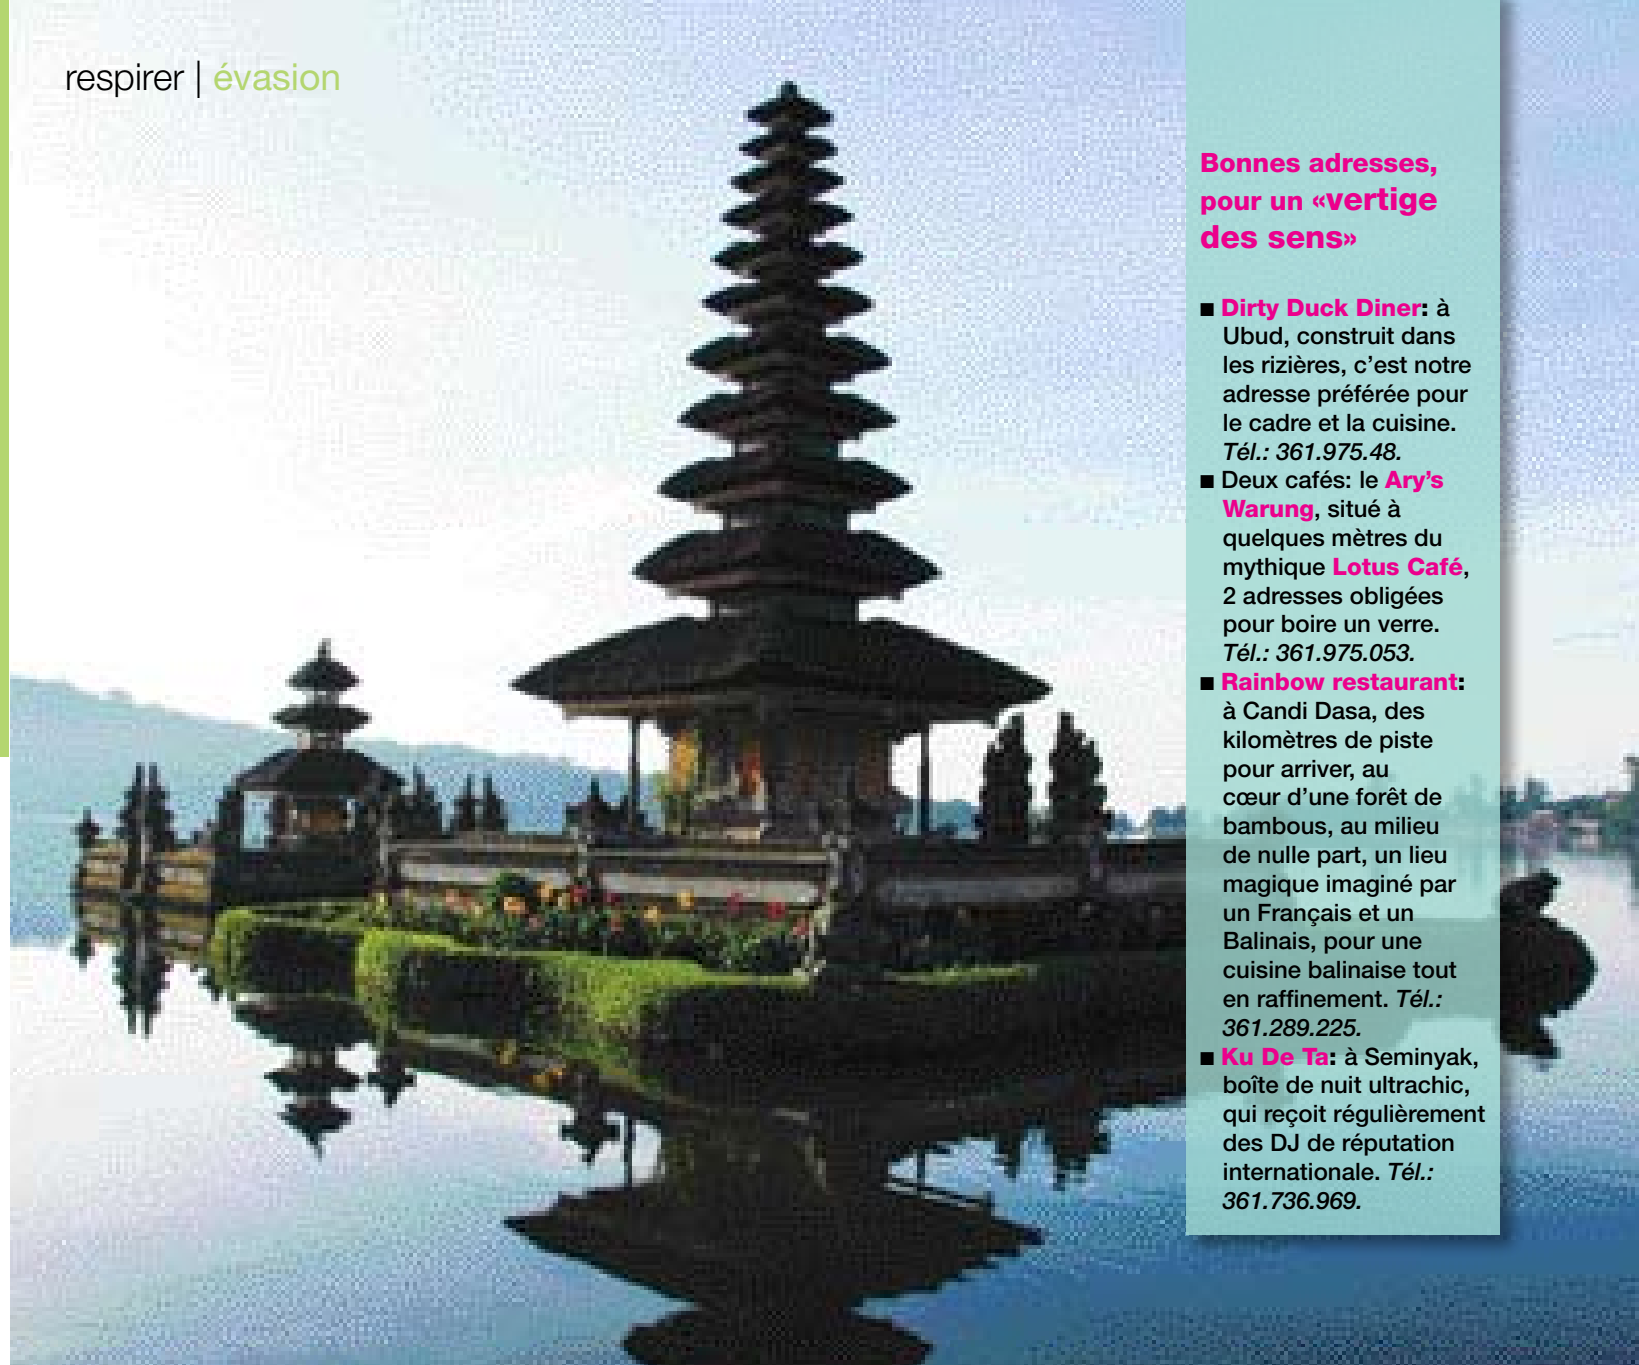 respirer | évasion
Bonnes adresses,
pour un «vertige
des sens»
■ Dirty Duck Diner: à
Ubud, construit dans
les rizières, c’est notre
adresse préférée pour
le cadre et la cuisine.
Tél.: 361.975.48.
■ Deux cafés: le Ary’s
Warung, situé à
quelques mètres du
mythique Lotus Café,
2 adresses obligées
pour boire un verre.
Tél.: 361.975.053.
■ Rainbow restaurant:
à Candi Dasa, des
kilomètres de piste
pour arriver, au
cœur d’une forêt de
bambous, au milieu
de nulle part, un lieu
magique imaginé par
un Français et un
Balinais, pour une
cuisine balinaise tout
en raffinement. Tél.:
361.289.225.
■ Ku De Ta: à Seminyak,
boîte de nuit ultrachic,
qui reçoit régulièrement
des DJ de réputation
internationale. Tél.:
361.736.969.